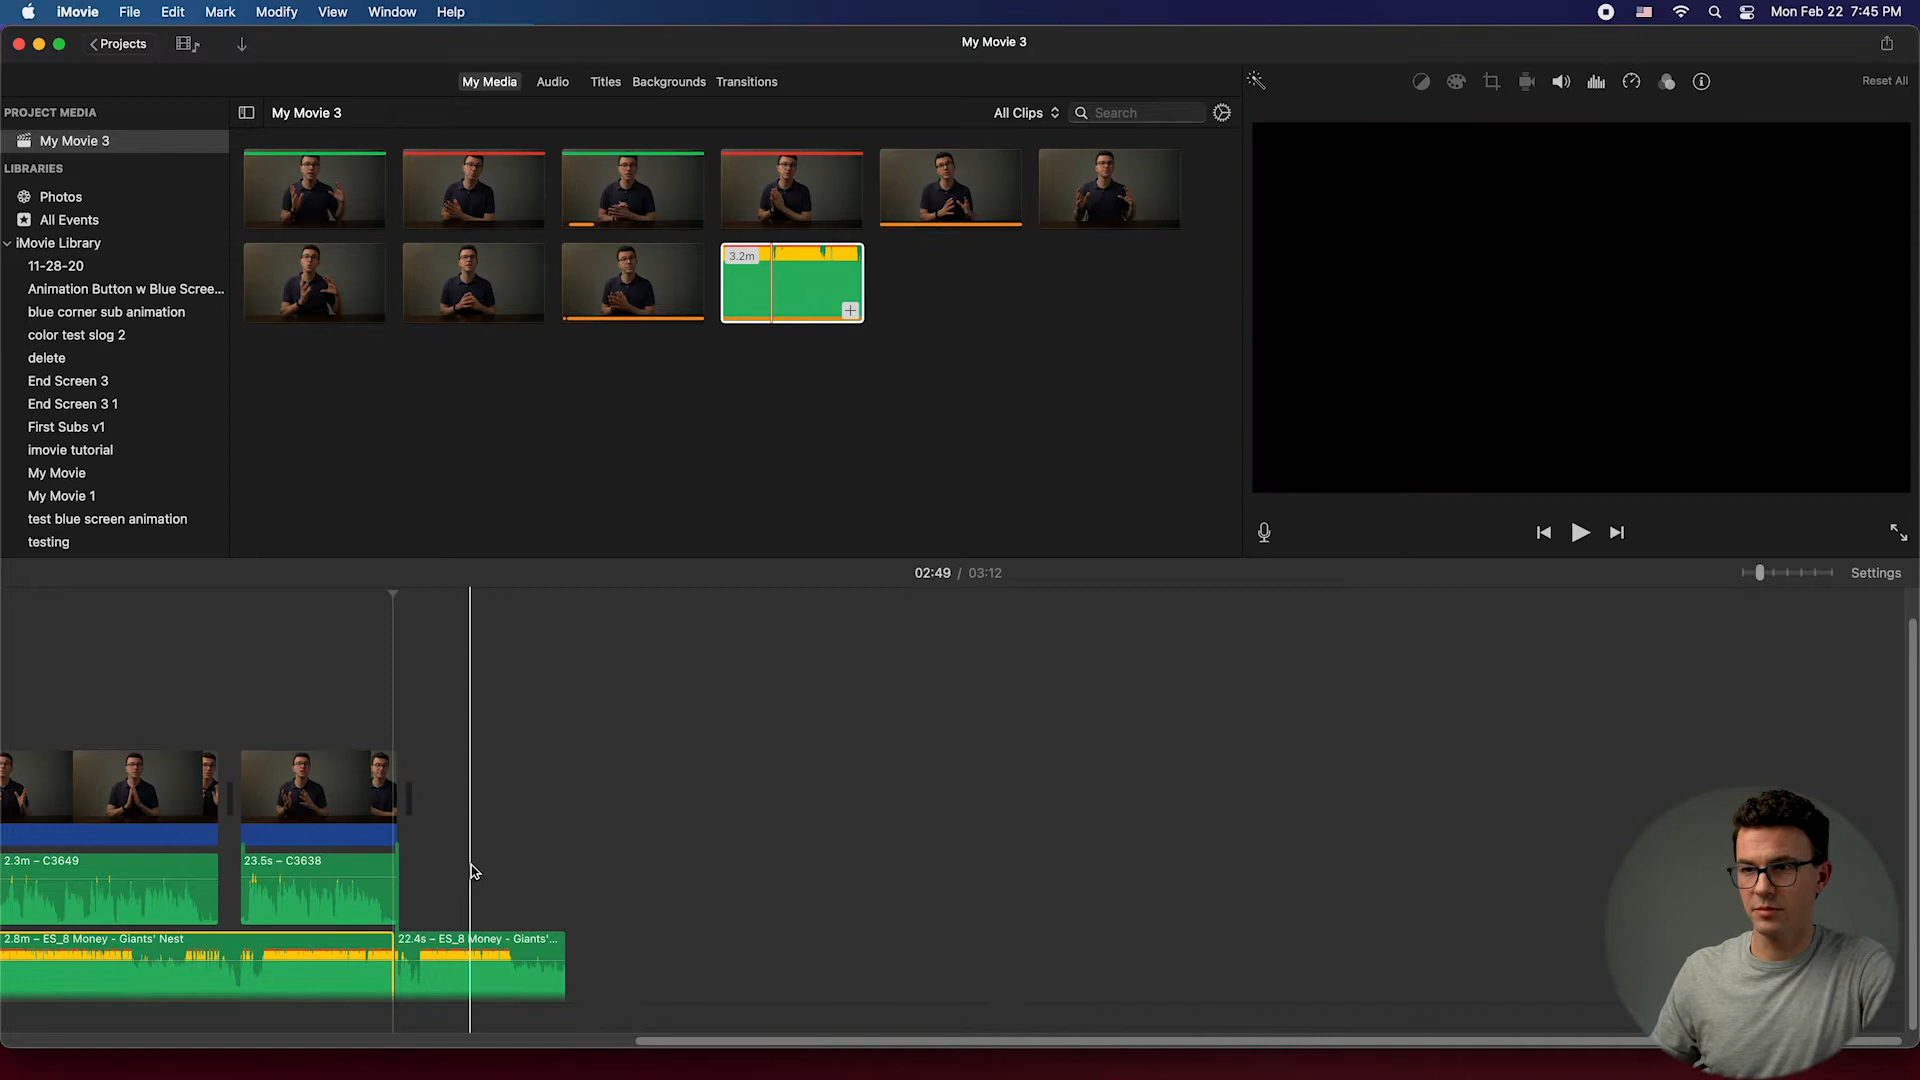 iMovie File Edit Mark Modify View Window Help Mon Feb 22 7:45 PM
Projects My Movie 3
My Media Audio Titles Backgrounds Transitions Reset All
PROJECT MEDIA My Movie 3 All Clips Search
My Movie 3
LIBRARIES
Photos
All Events
iMovie Library
11-28-20
Animation Button w Blue Scree...
blue corner sub animation
color test slog 2
delete
End Screen 3
End Screen 3 1
First Subs v1
imovie tutorial
My Movie
My Movie 1
test blue screen animation
testing
3.2m
02:49 / 03:12 Settings
2.3m – C3649 23.5s – C3638
2.8m – ES_8 Money - Giants' Nest 22.4s – ES_8 Money - Giants'...